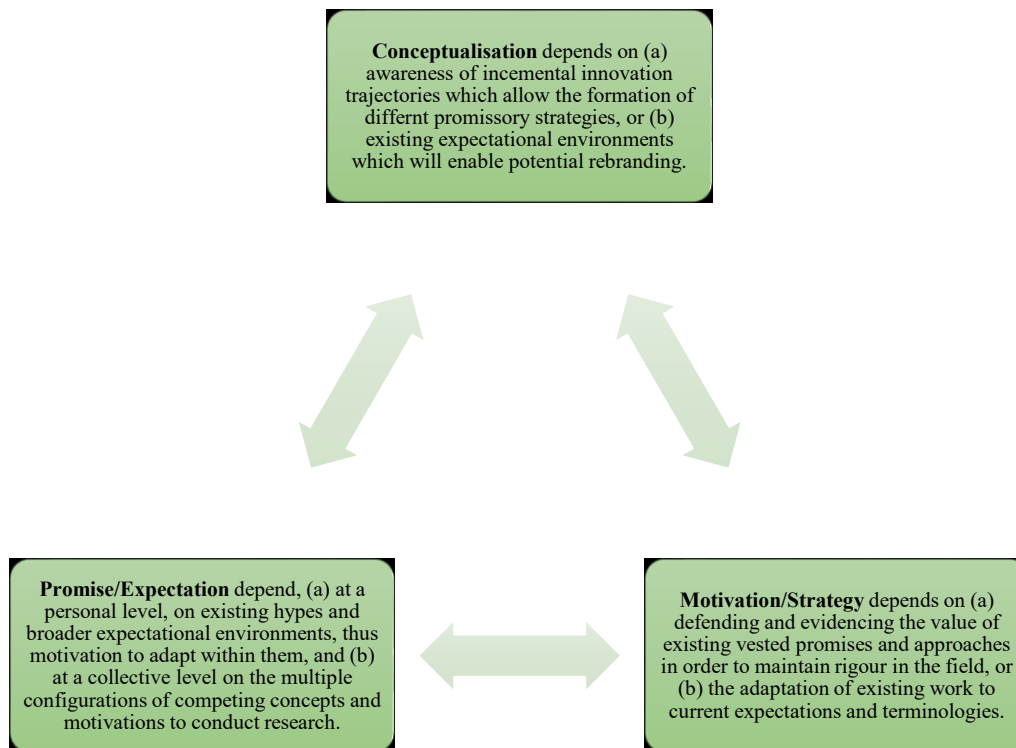 Conceptualisation depends on (a)
awareness of incemental innovation
trajectories which allow the formation of
differnt promissory strategies, or (b)
existing expectational environments
which will enable potential rebranding.
Promise/Expectation depend, (a) at a
personal level, on existing hypes and
broader expectational environments, thus
motivation to adapt within them, and (b)
at a collective level on the multiple
configurations of competing concepts and
motivations to conduct research.
Motivation/Strategy depends on (a)
defending and evidencing the value of
existing vested promises and approaches
in order to maintain rigour in the field, or
(b) the adaptation of existing work to
current expectations and terminologies.